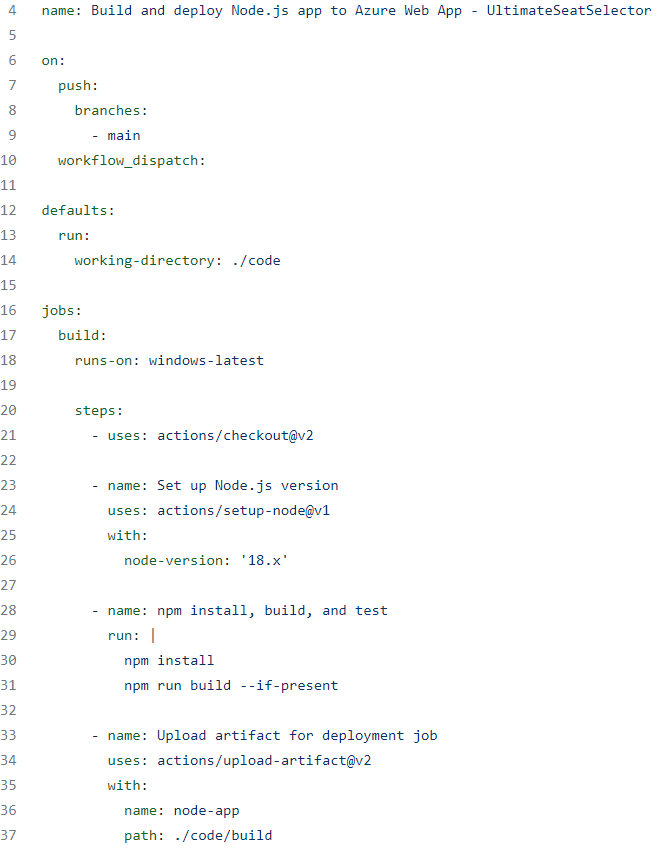 4 name: Build and deploy Node.js app to Azure Web App - UltimateSeatSelector
5
6 on:
7   push:
8     branches:
9       - main
10   workflow_dispatch:
11
12 defaults:
13   run:
14     working-directory: ./code
15
16 jobs:
17   build:
18     runs-on: windows-latest
19
20     steps:
21       - uses: actions/checkout@v2
22
23       - name: Set up Node.js version
24         uses: actions/setup-node@v1
25         with:
26           node-version: '18.x'
27
28       - name: npm install, build, and test
29         run: |
30           npm install
31           npm run build --if-present
32
33       - name: Upload artifact for deployment job
34         uses: actions/upload-artifact@v2
35         with:
36           name: node-app
37           path: ./code/build